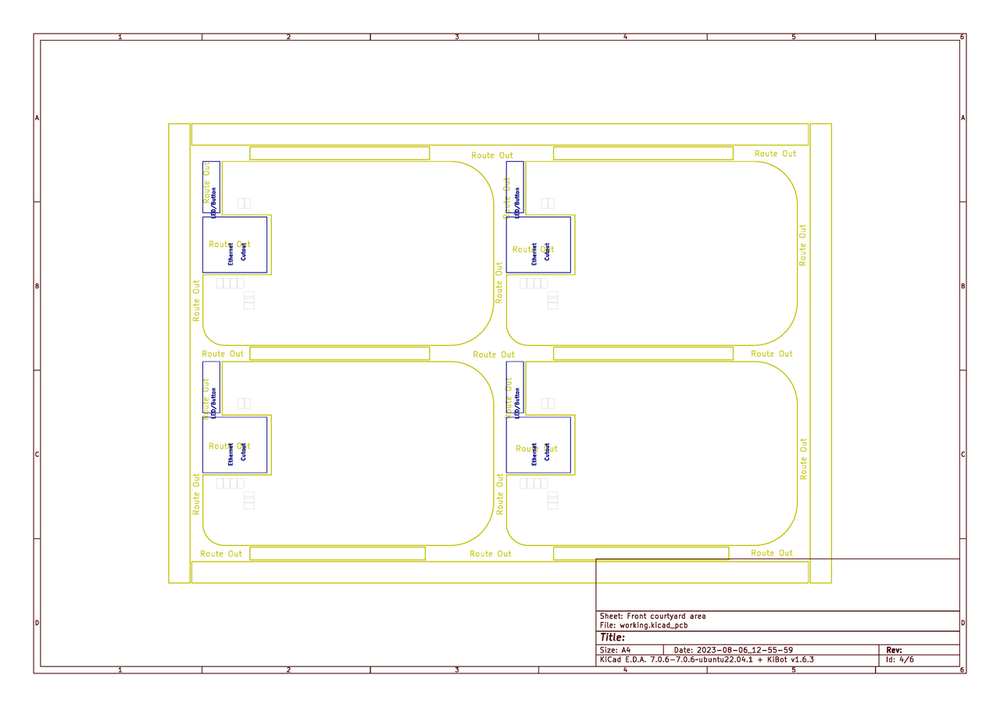 1 2 3 4 5 6
A A
Route Out Route Out
Route Out Route Out
LED/Button LED/Button
Route Out Route Out Route Out
Ethernet Cutout Ethernet Cutout
B B
Route Out Route Out
Route Out Route Out Route Out
Route Out Route Out
LED/Button LED/Button
Route Out Route Out Route Out
Ethernet Cutout Ethernet Cutout
C C
Route Out Route Out
Route Out Route Out Route Out
D D
Sheet: Front courtyard area
File: working.kicad_pcb
Title:
Size: A4 Date: 2023-08-06_12-55-59 Rev:
KiCad E.D.A. 7.0.6-7.0.6~ubuntu22.04.1 + KiBot v1.6.3 Id: 4/6
1 2 3 4 5 6